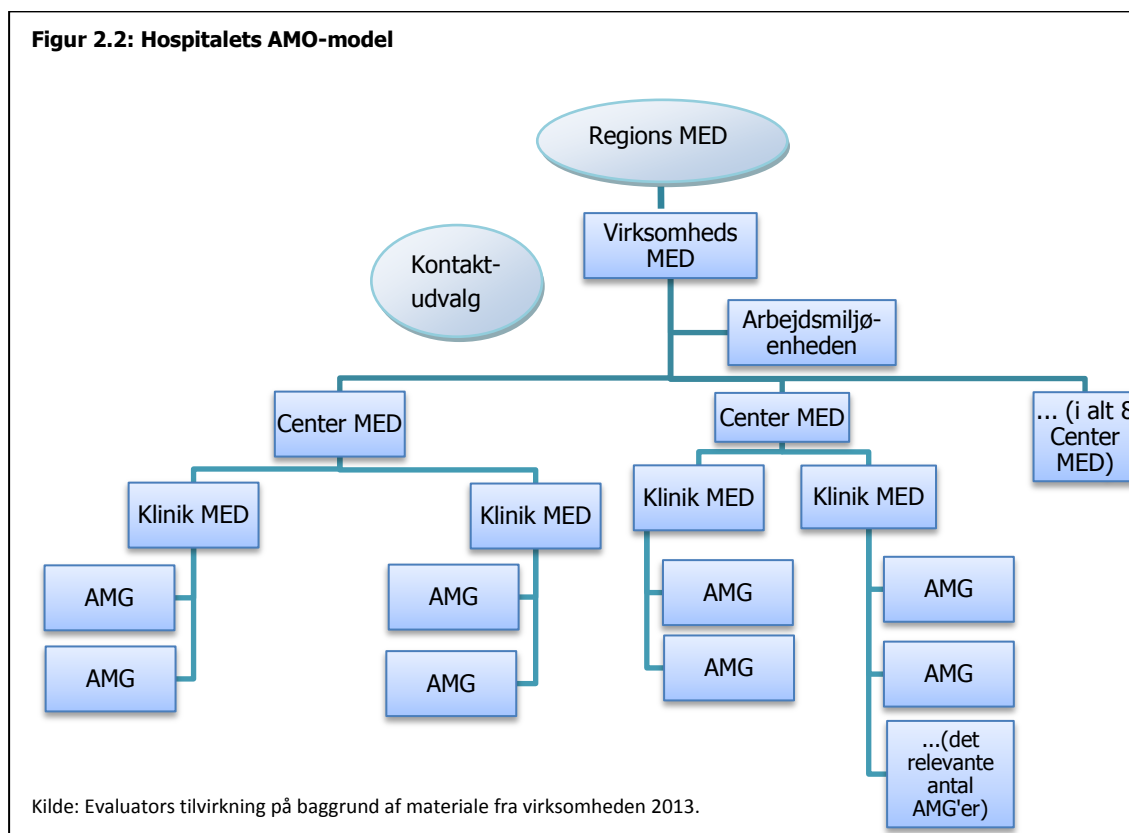 Figur 2.2: Hospitalets AMO-model
Regions MED
Virksomheds
MED
Kontakt-
udvalg
Arbejdsmiljø-
enheden
Center MED
Center MED
... (i alt 8
Center
MED)
Klinik MED
Klinik MED
Klinik MED
Klinik MED
AMG
AMG
AMG
AMG
AMG
AMG
AMG
AMG
...(det
relevante
antal
AMG'er)
Kilde: Evaluators tilvirkning på baggrund af materiale fra virksomheden 2013.